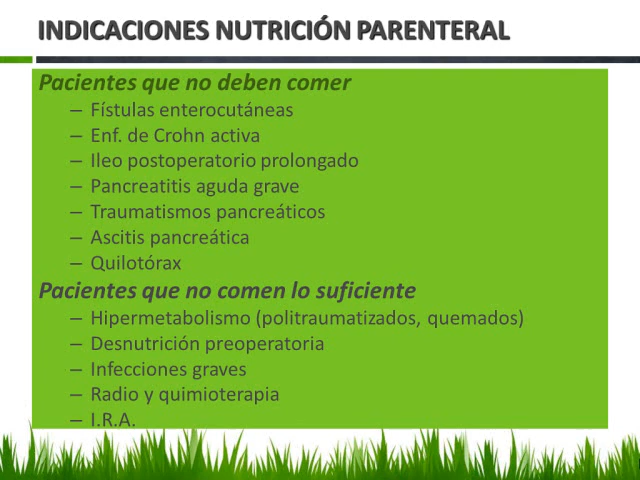 INDICACIONES NUTRICIÓN PARENTERAL
Pacientes que no deben comer
– Fístulas enterocutáneas
– Enf. de Crohn activa
– Ileo postoperatorio prolongado
– Pancreatitis aguda grave
– Traumatismos pancreáticos
– Ascitis pancreática
– Quilotórax
Pacientes que no comen lo suficiente
– Hipermetabolismo (politraumatizados, quemados)
– Desnutrición preoperatoria
– Infecciones graves
– Radio y quimioterapia
– I.R.A.